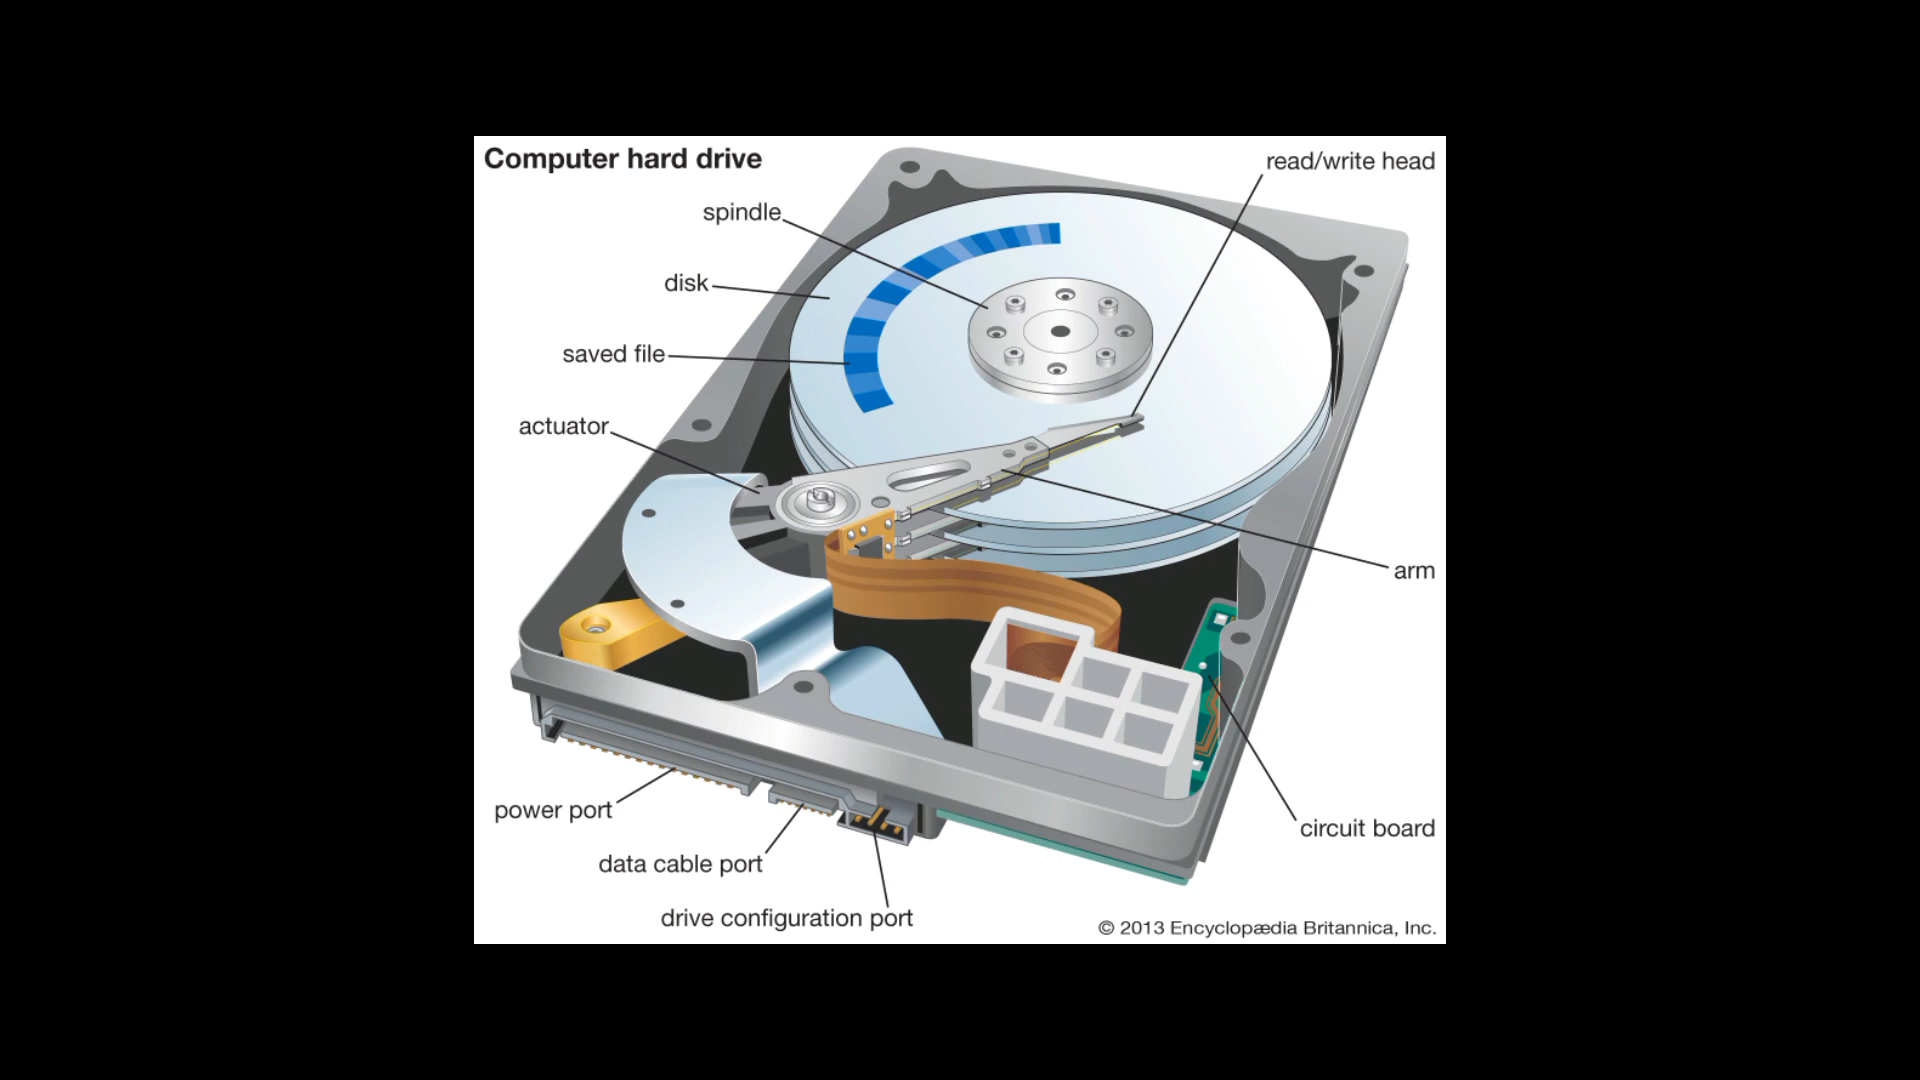 Computer hard drive
read/write head
spindle
disk
saved file
actuator
arm
power port
circuit board
data cable port
drive configuration port
© 2013 Encyclopædia Britannica, Inc.